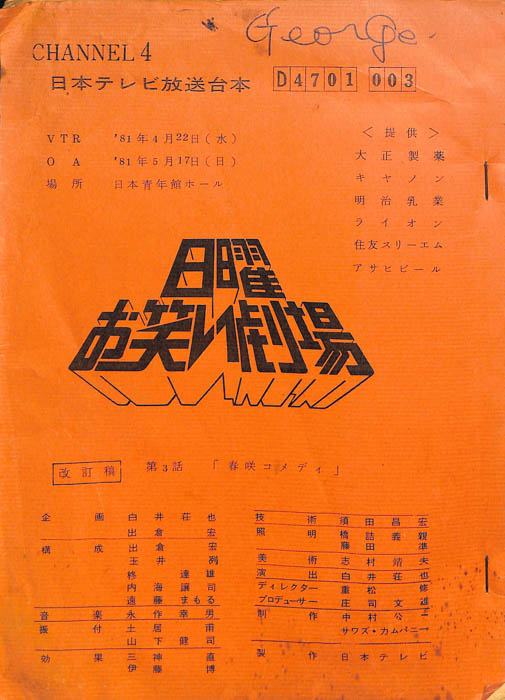 George
CHANNEL 4
日本テレビ放送台本
D4701 003
VTR '81年4月22日(水)
OA '81年5月17日(日)
場所 日本青年館ホール
<提供>
大正製薬
キヤノン
明治乳業
ライオン
住友スリーエム
アサヒビール
日曜
お笑い劇場
改訂稿 第3話 「春咲コメディ」
企画 白井荘也
出倉宏
構成 出倉宏
玉井冽
柊達雄
内海譲司
遠藤まもる
音楽 永作幸男
振付 土居甫
山下健司
効果 三神直
伊藤博
技術 須田昌宏
照明 橋詰義親
藤田準
美術 志村靖夫
演出 白井荘也
ディレクター 重松修
プロデューサー 庄司文雄
制作 中村公二
サワズ・カムパニー
製作 日本テレビ